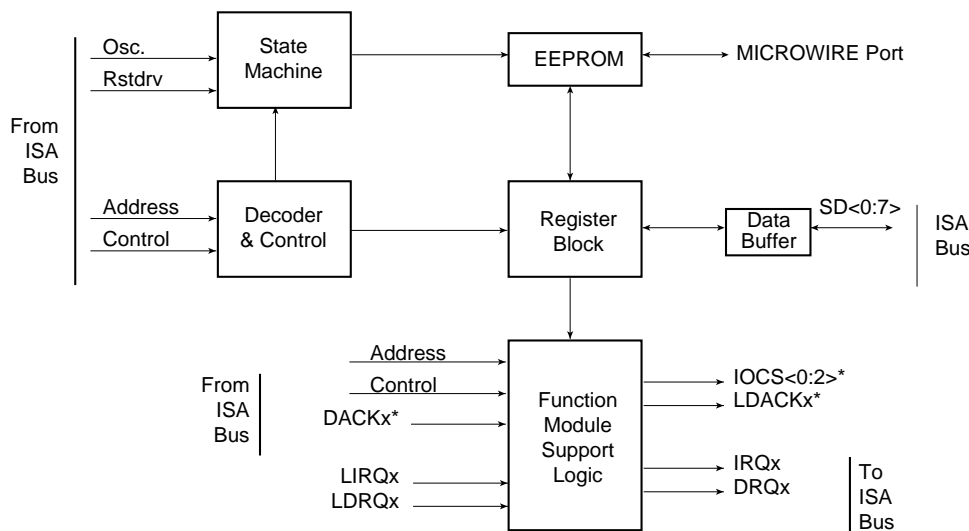 Osc.
Rstdrv
State
Machine
EEPROM
MICROWIRE Port
From
ISA
Bus
Address
Control
Decoder
& Control
Register
Block
Data
Buffer
SD<0:7>
ISA
Bus
From
ISA
Bus
Address
Control
DACKx*
LIRQx
LDRQx
Function
Module
Support
Logic
IOCS<0:2>*
LDACKx*
IRQx
DRQx
To
ISA
Bus